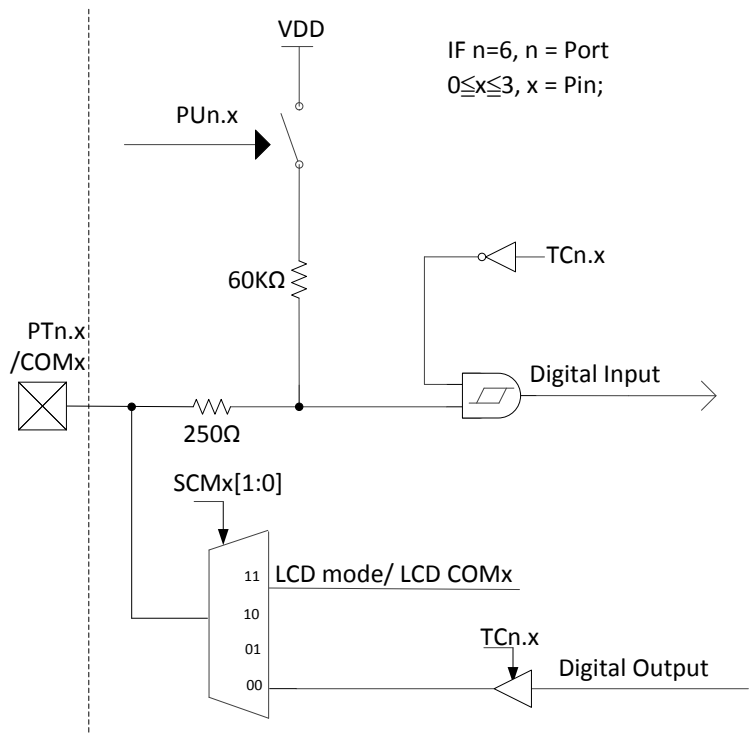 VDD
IF n=6, n = Port
0≦x≦3, x = Pin;
PUn.x
TCn.x
60KΩ
PTn.x
/COMx
Digital Input
250Ω
SCMx[1:0]
11
LCD mode/ LCD COMx
10
01
TCn.x
Digital Output
00